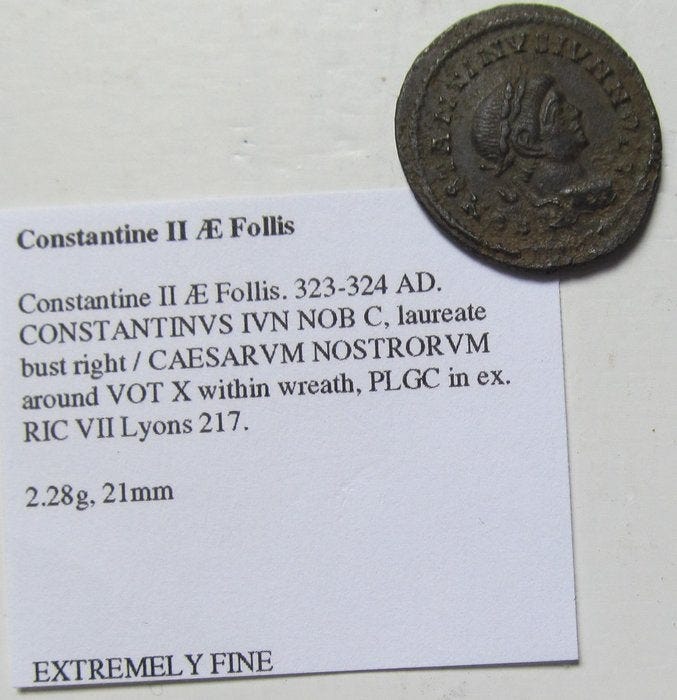 Constantine II Æ Follis
Constantine II Æ Follis. 323-324 AD.
CONSTANTINVS IVN NOB C, laureate
bust right / CAESARVM NOSTRORVM
around VOT X within wreath, PLGC in ex.
RIC VII Lyons 217.
2.28g, 21mm
EXTREMELY FINE